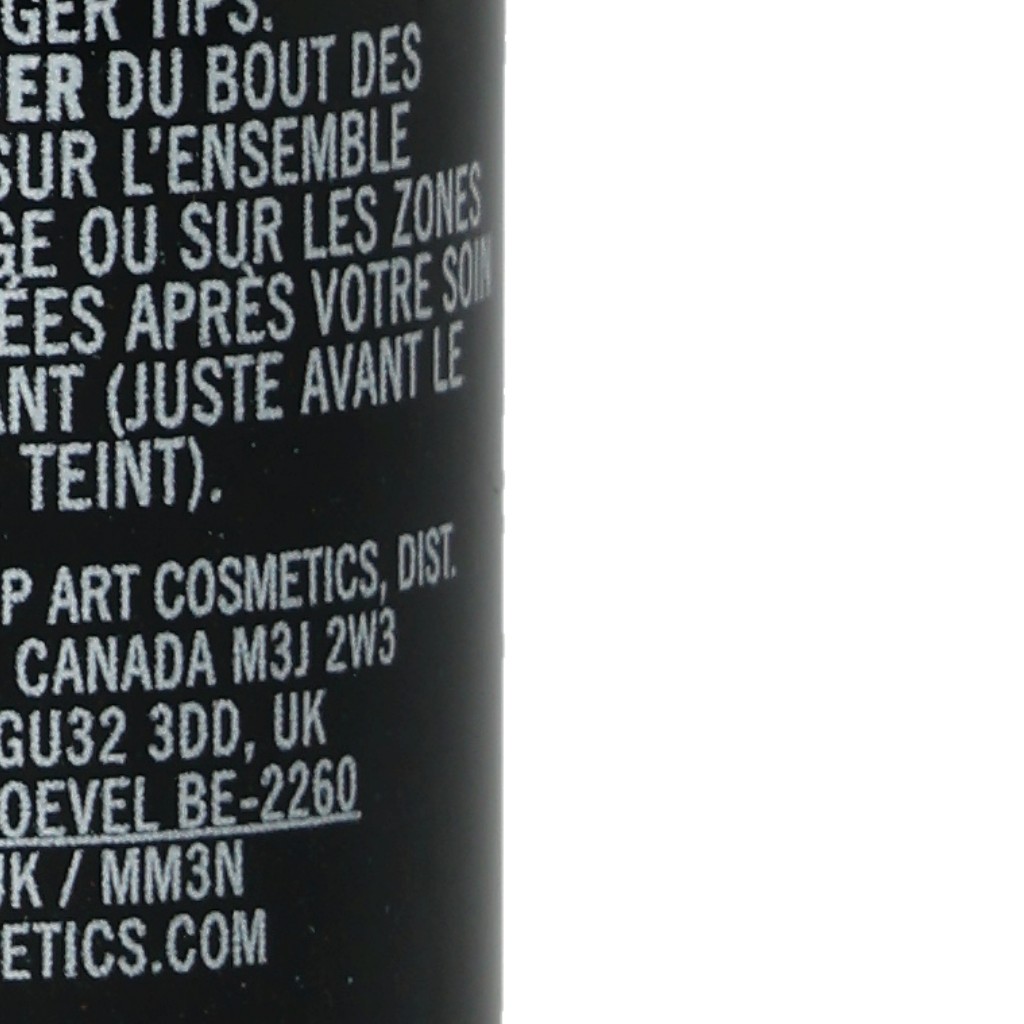 GER TIPS.
ER DU BOUT DES
SUR L'ENSEMBLE
GE OU SUR LES ZONES
ÉES APRÈS VOTRE SOIN
ANT (JUSTE AVANT LE
TEINT).
P ART COSMETICS, DIST.
CANADA M3J 2W3
GU32 3DD, UK
OEVEL BE-2260
UK / MM3N
ETICS.COM